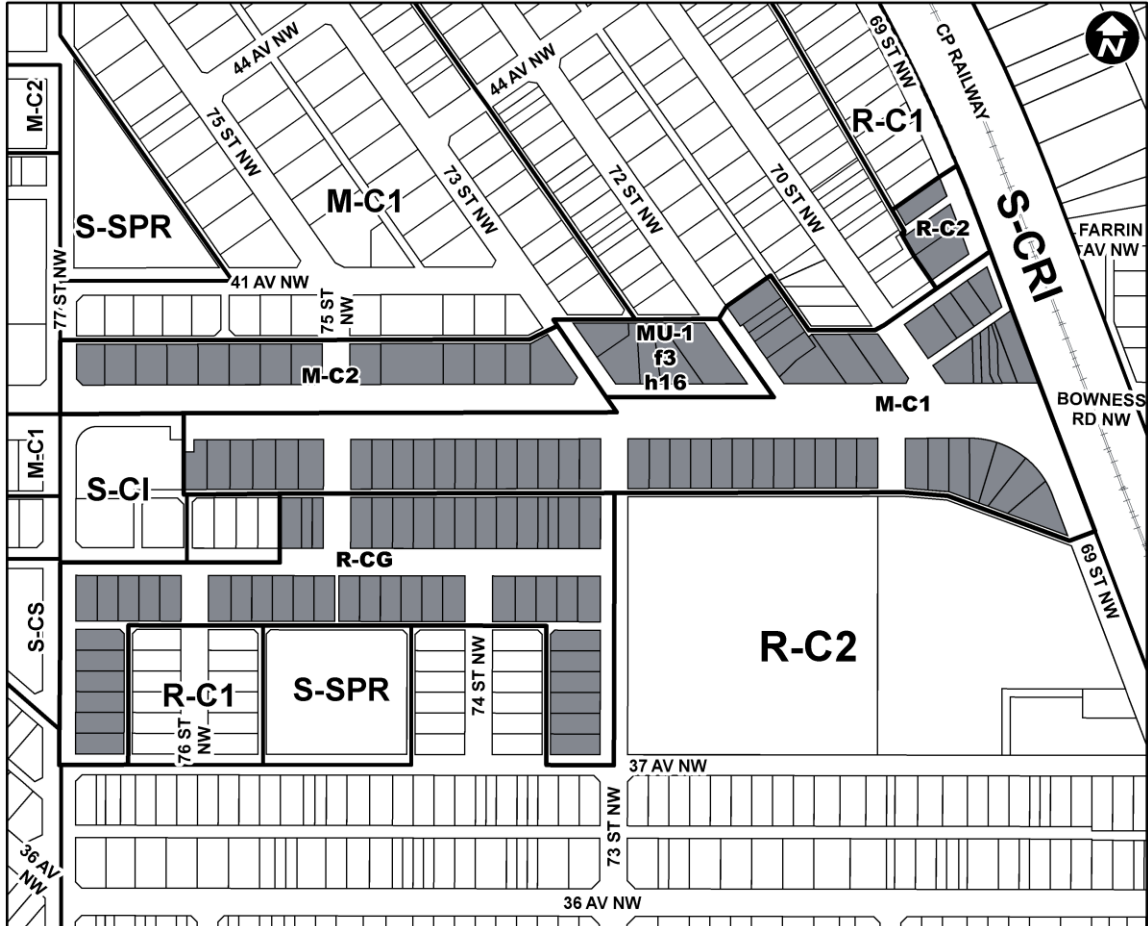 44 AV NW
69 ST NW
CP RAILWAY
N
M-C2
44 AV NW
R-C1
75 ST NW
73 ST NW
72 ST NW
70 ST NW
M-C1
S-SPR
R-C2
S-CRI
FARRIN
AV NW
77 ST NW
41 AV NW
75 ST
NW
MU-1
f3
h16
M-C2
M-C1
BOWNESS
RD NW
M-C1
S-CI
R-CG
69 ST NW
S-CS
R-C2
R-C1
S-SPR
74 ST NW
76 ST
NW
37 AV NW
73 ST NW
36 AV
NW
36 AV NW